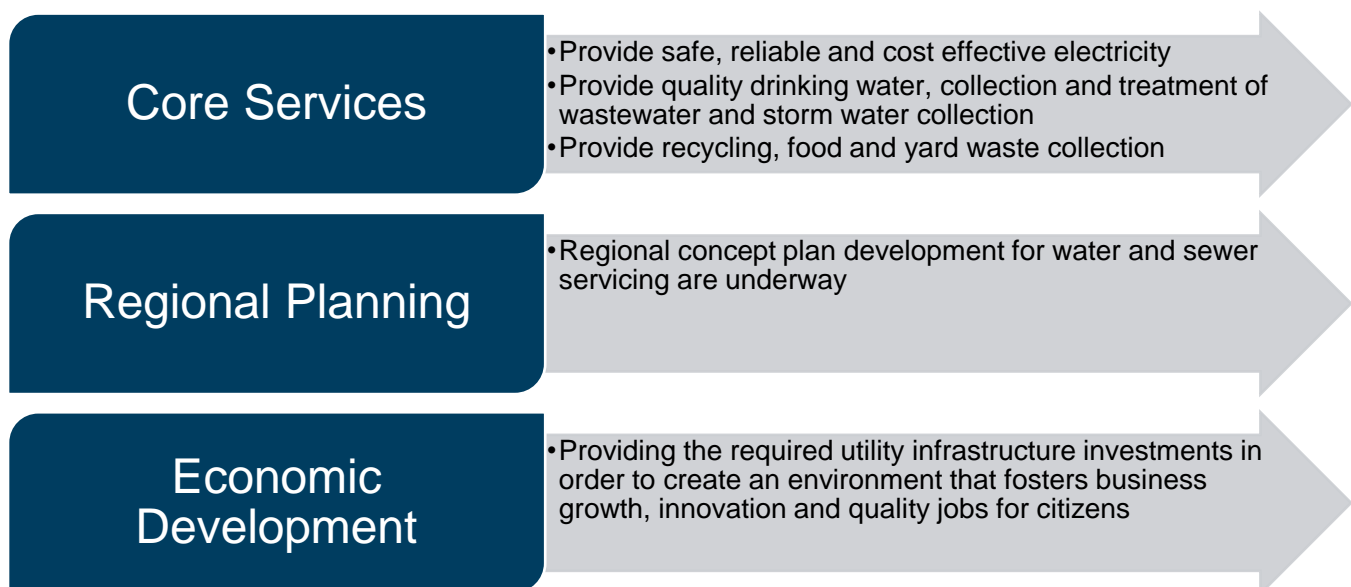 Core Services
•Provide safe, reliable and cost effective electricity
•Provide quality drinking water, collection and treatment of
wastewater and storm water collection
•Provide recycling, food and yard waste collection
Regional Planning
•Regional concept plan development for water and sewer
servicing are underway
Economic
Development
•Providing the required utility infrastructure investments in
order to create an environment that fosters business
growth, innovation and quality jobs for citizens